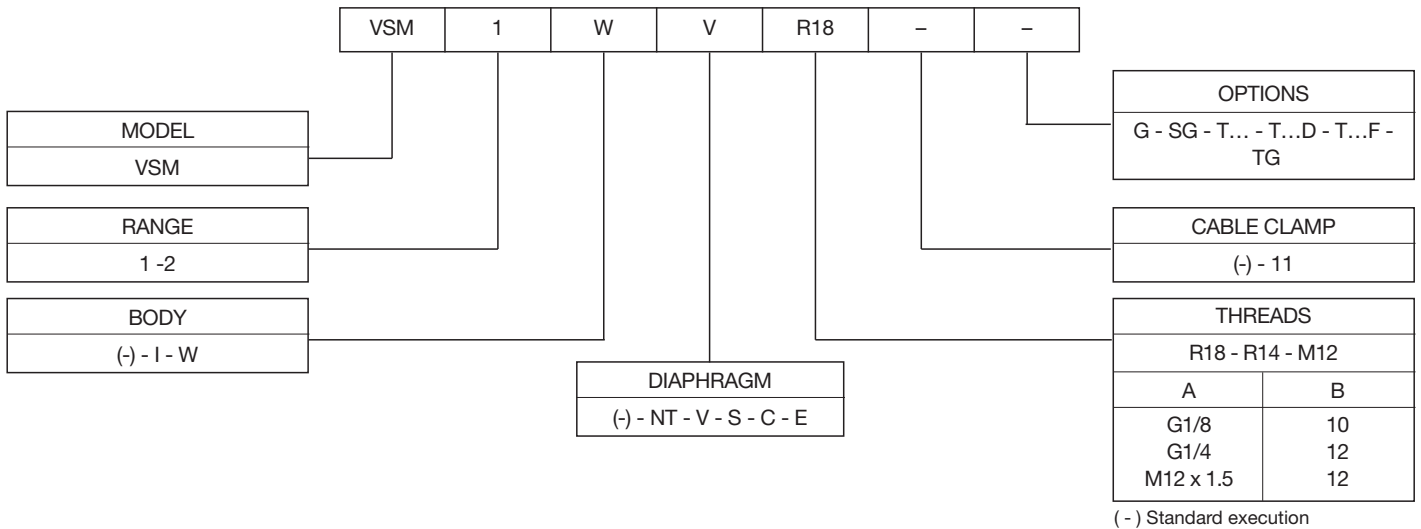 VSM 1 W V R18 – –
MODEL
VSM
RANGE
1 -2
BODY
(-) - I - W
DIAPHRAGM
(-) - NT - V - S - C - E
OPTIONS
G - SG - T… - T…D - T…F -
TG
CABLE CLAMP
(-) - 11
THREADS
R18 - R14 - M12
A B
G1/8 10
G1/4 12
M12 x 1.5 12
( - ) Standard execution